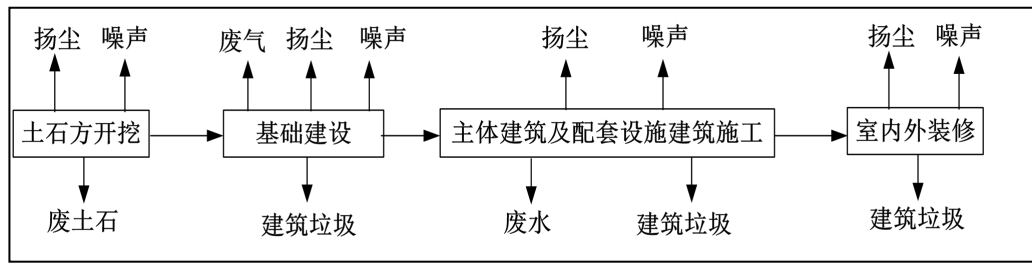 扬尘 噪声 废气 扬尘 噪声 扬尘 噪声 扬尘 噪声
土石方开挖 基础建设 主体建筑及配套设施建筑施工 室内外装修
废土石 建筑垃圾 废水 建筑垃圾 建筑垃圾